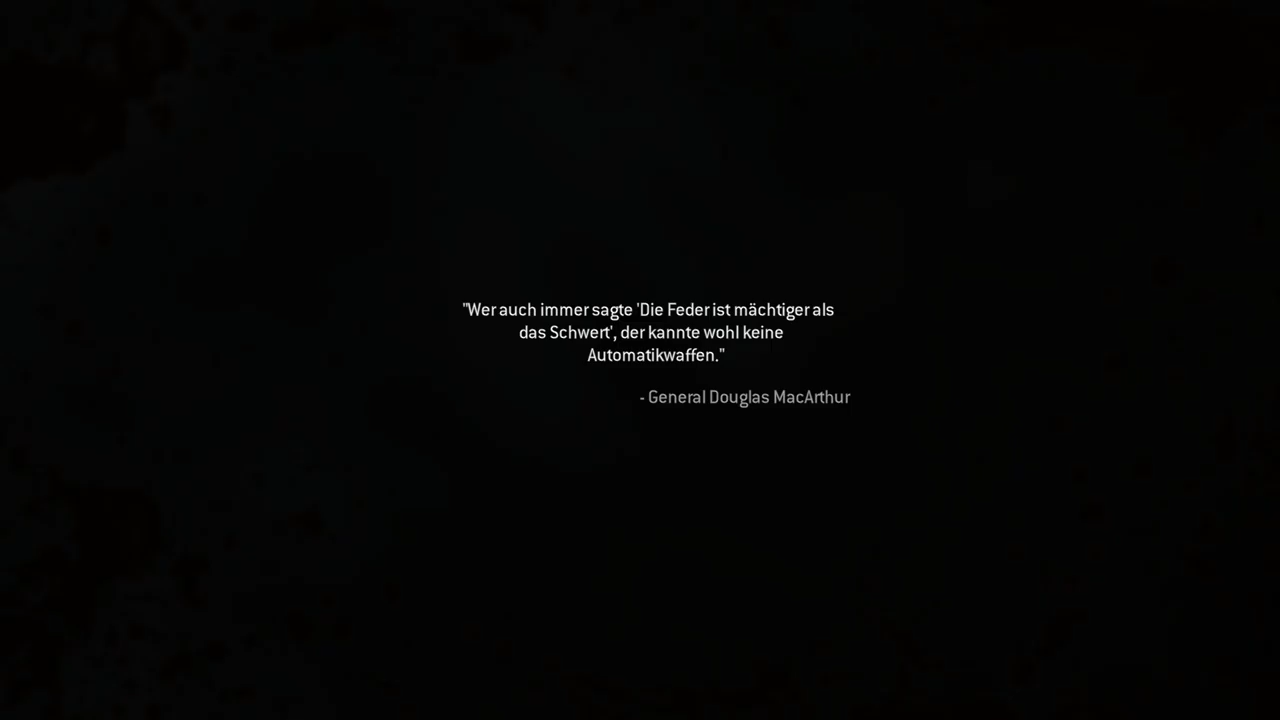 "Wer auch immer sagte 'Die Feder ist mächtiger als
das Schwert', der kannte wohl keine
Automatikwaffen."
- General Douglas MacArthur